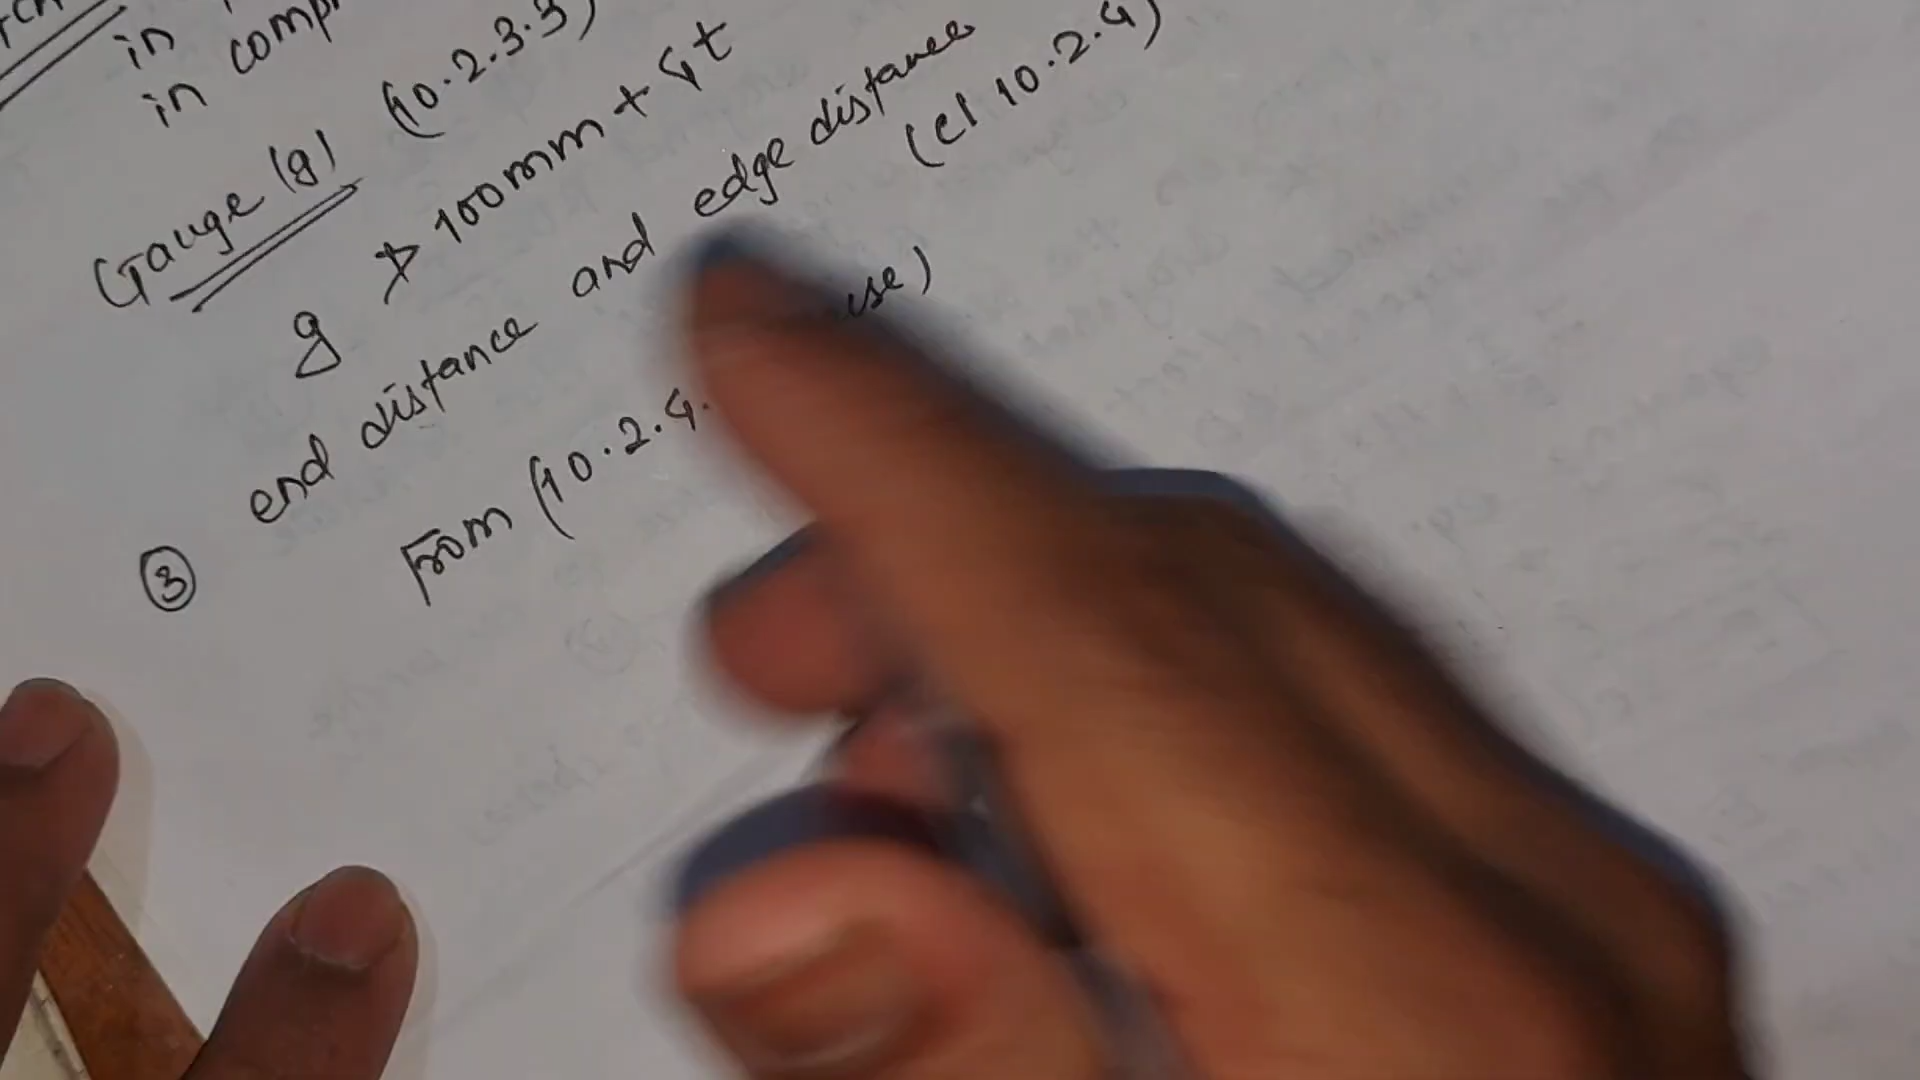 in
in comp
Gauge (g) (10.2.3.3)
g ≯ 100mm + 4t
③ end distance and edge distance (cl 10.2.4)
From (10.2.4.